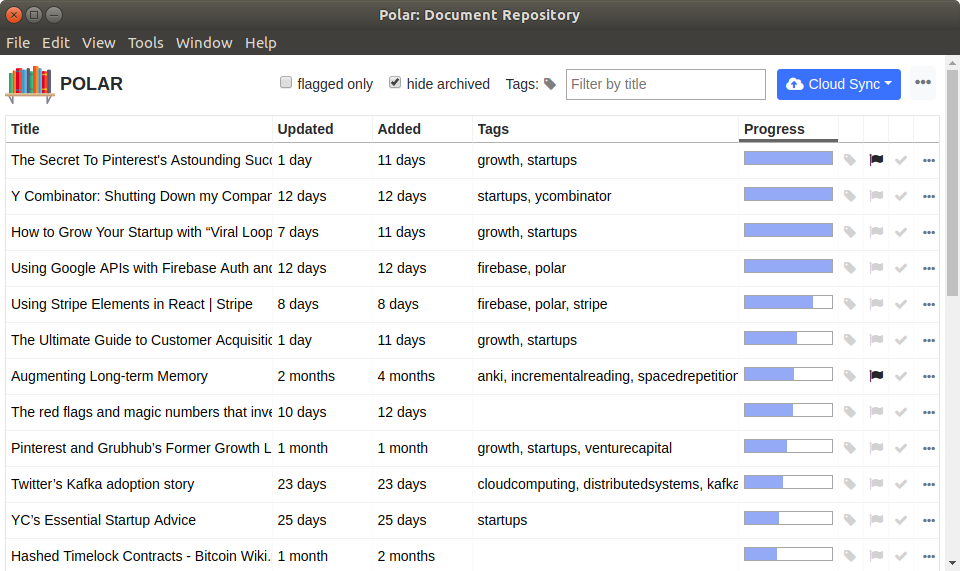 Polar: Document Repository
File Edit View Tools Window Help
POLAR flagged only hide archived Tags: Filter by title Cloud Sync
Title Updated Added Tags Progress
The Secret To Pinterest's Astounding Succ 1 day 11 days growth, startups
Y Combinator: Shutting Down my Compan 12 days 12 days startups, ycombinator
How to Grow Your Startup with “Viral Loop 7 days 11 days growth, startups
Using Google APIs with Firebase Auth and 12 days 12 days firebase, polar
Using Stripe Elements in React | Stripe 8 days 8 days firebase, polar, stripe
The Ultimate Guide to Customer Acquisitio 1 day 11 days growth, startups
Augmenting Long-term Memory 2 months 4 months anki, incrementalreading, spacedrepetition
The red flags and magic numbers that inve 10 days 12 days
Pinterest and Grubhub’s Former Growth L 1 month 1 month growth, startups, venturecapital
Twitter’s Kafka adoption story 23 days 23 days cloudcomputing, distributedsystems, kafka
YC’s Essential Startup Advice 25 days 25 days startups
Hashed Timelock Contracts - Bitcoin Wiki. 1 month 2 months